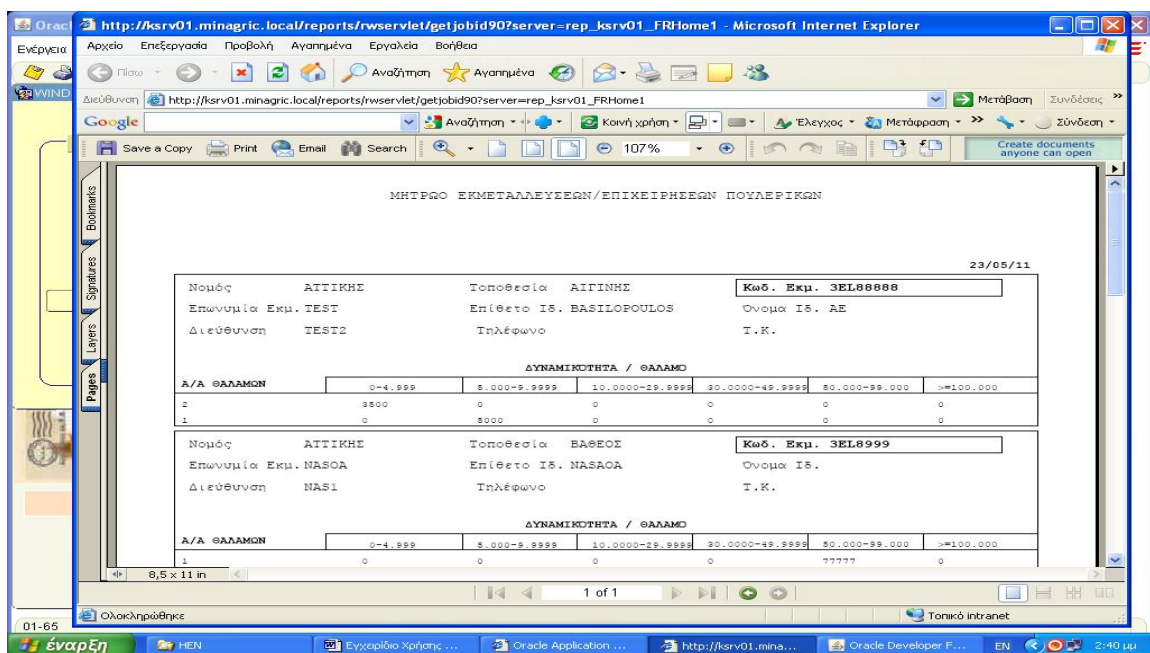 Orac
http://ksrv01.minagric.local/reports/rwservlet/getjobid90?server=rep_ksrv01_FRHome1 - Microsoft Internet Explorer
Ενέργεια
Αρχείο Επεξεργασία Προβολή Αγαπημένα Εργαλεία Βοήθεια
Πίσω Αναζήτηση Αγαπημένα
WIND
Διεύθυνση http://ksrv01.minagric.local/reports/rwservlet/getjobid90?server=rep_ksrv01_FRHome1 Μετάβαση Συνδέσεις »
Google Αναζήτηση Κοινή χρήση Έλεγχος Μετάφραση » Σύνδεση
Save a Copy Print Email Search 107% Create documents anyone can open
Bookmarks
Signatures
Layers
Pages
ΜΗΤΡΩΟ ΕΚΜΕΤΑΛΛΕΥΣΕΩΝ/ΕΠΙΧΕΙΡΗΣΕΩΝ ΠΟΥΛΕΡΙΚΩΝ
23/05/11
Νομός ΑΤΤΙΚΗΣ Τοποθεσία ΑΙΓΙΝΗΣ Κωδ. Εκμ. 3EL88888
Επωνυμία Εκμ. TEST Επίθετο Ιδ. BASILOPOULOS Όνομα Ιδ. AE
Διεύθυνση TEST2 Τηλέφωνο Τ.Κ.
ΔΥΝΑΜΙΚΟΤΗΤΑ / ΘΑΛΑΜΟ
Α/Α ΘΑΛΑΜΩΝ 0-4.999 5.000-9.9999 10.0000-29.9999 30.0000-49.9999 50.000-99.000 >=100.000
2 3500 0 0 0 0 0
1 0 5000 0 0 0 0
Νομός ΑΤΤΙΚΗΣ Τοποθεσία ΒΑΘΕΟΣ Κωδ. Εκμ. 3EL8999
Επωνυμία Εκμ. NASOA Επίθετο Ιδ. NASAOA Όνομα Ιδ.
Διεύθυνση NAS1 Τηλέφωνο Τ.Κ.
ΔΥΝΑΜΙΚΟΤΗΤΑ / ΘΑΛΑΜΟ
Α/Α ΘΑΛΑΜΩΝ 0-4.999 5.000-9.9999 10.0000-29.9999 30.0000-49.9999 50.000-99.000 >=100.000
1 0 0 0 0 77777 0
8,5 x 11 in
1 of 1
Ολοκληρώθηκε Τοπικό intranet
01-65
έναρξη HEN Εγχειρίδιο Χρήσης ... Oracle Application ... http://ksrv01.mina... Oracle Developer F... EN 2:40 μμ